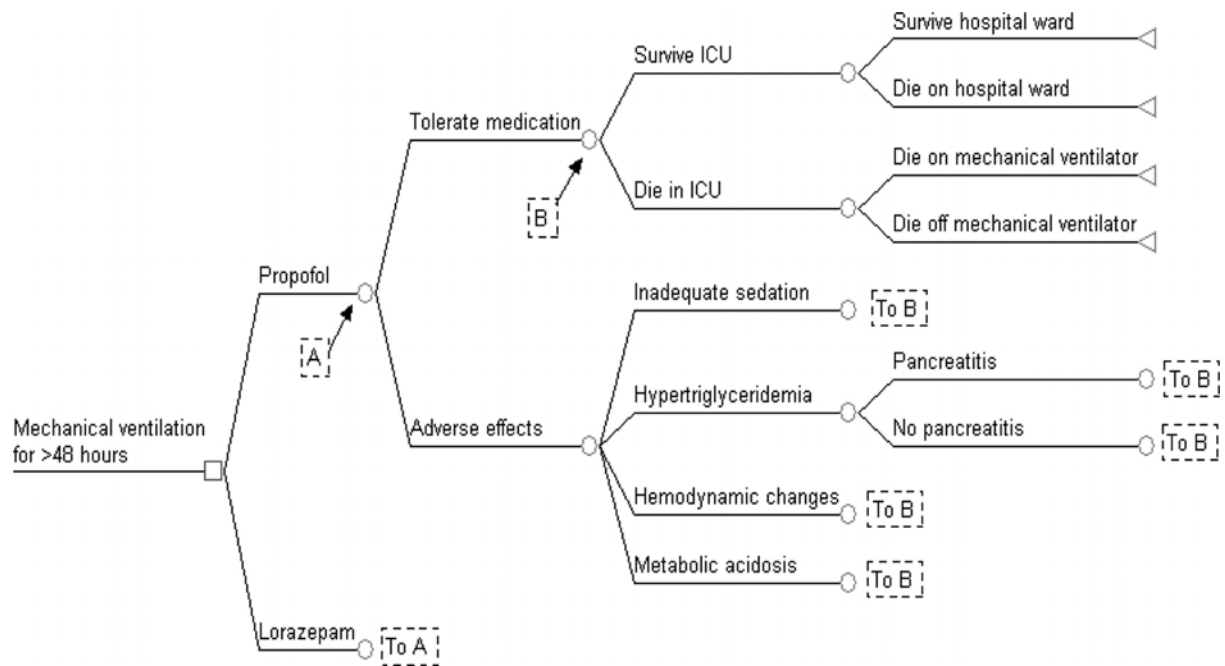 Survive hospital ward
Survive ICU
Die on hospital ward
Tolerate medication
Die on mechanical ventilator
Die in ICU
B
Die off mechanical ventilator
Propofol
Inadequate sedation
To B
A
Pancreatitis
To B
Hypertriglyceridemia
Mechanical ventilation
for >48 hours
Adverse effects
No pancreatitis
To B
Hemodynamic changes
To B
Metabolic acidosis
To B
Lorazepam
To A